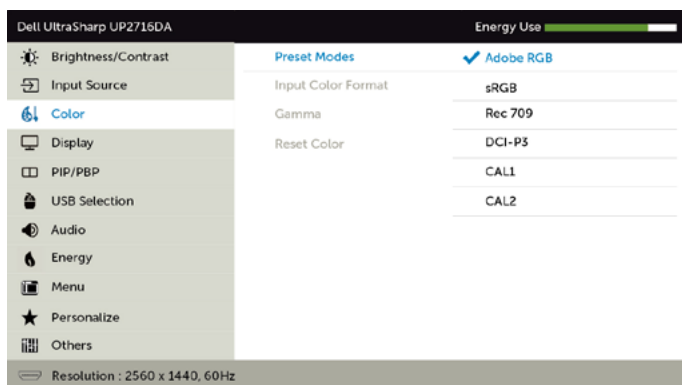 Dell UltraSharp UP2716DA
Energy Use
Brightness/Contrast
Input Source
Color
Display
PIP/PBP
USB Selection
Audio
Energy
Menu
Personalize
Others
Preset Modes
Input Color Format
Gamma
Reset Color
Adobe RGB
sRGB
Rec 709
DCI-P3
CAL1
CAL2
Resolution : 2560 x 1440, 60Hz